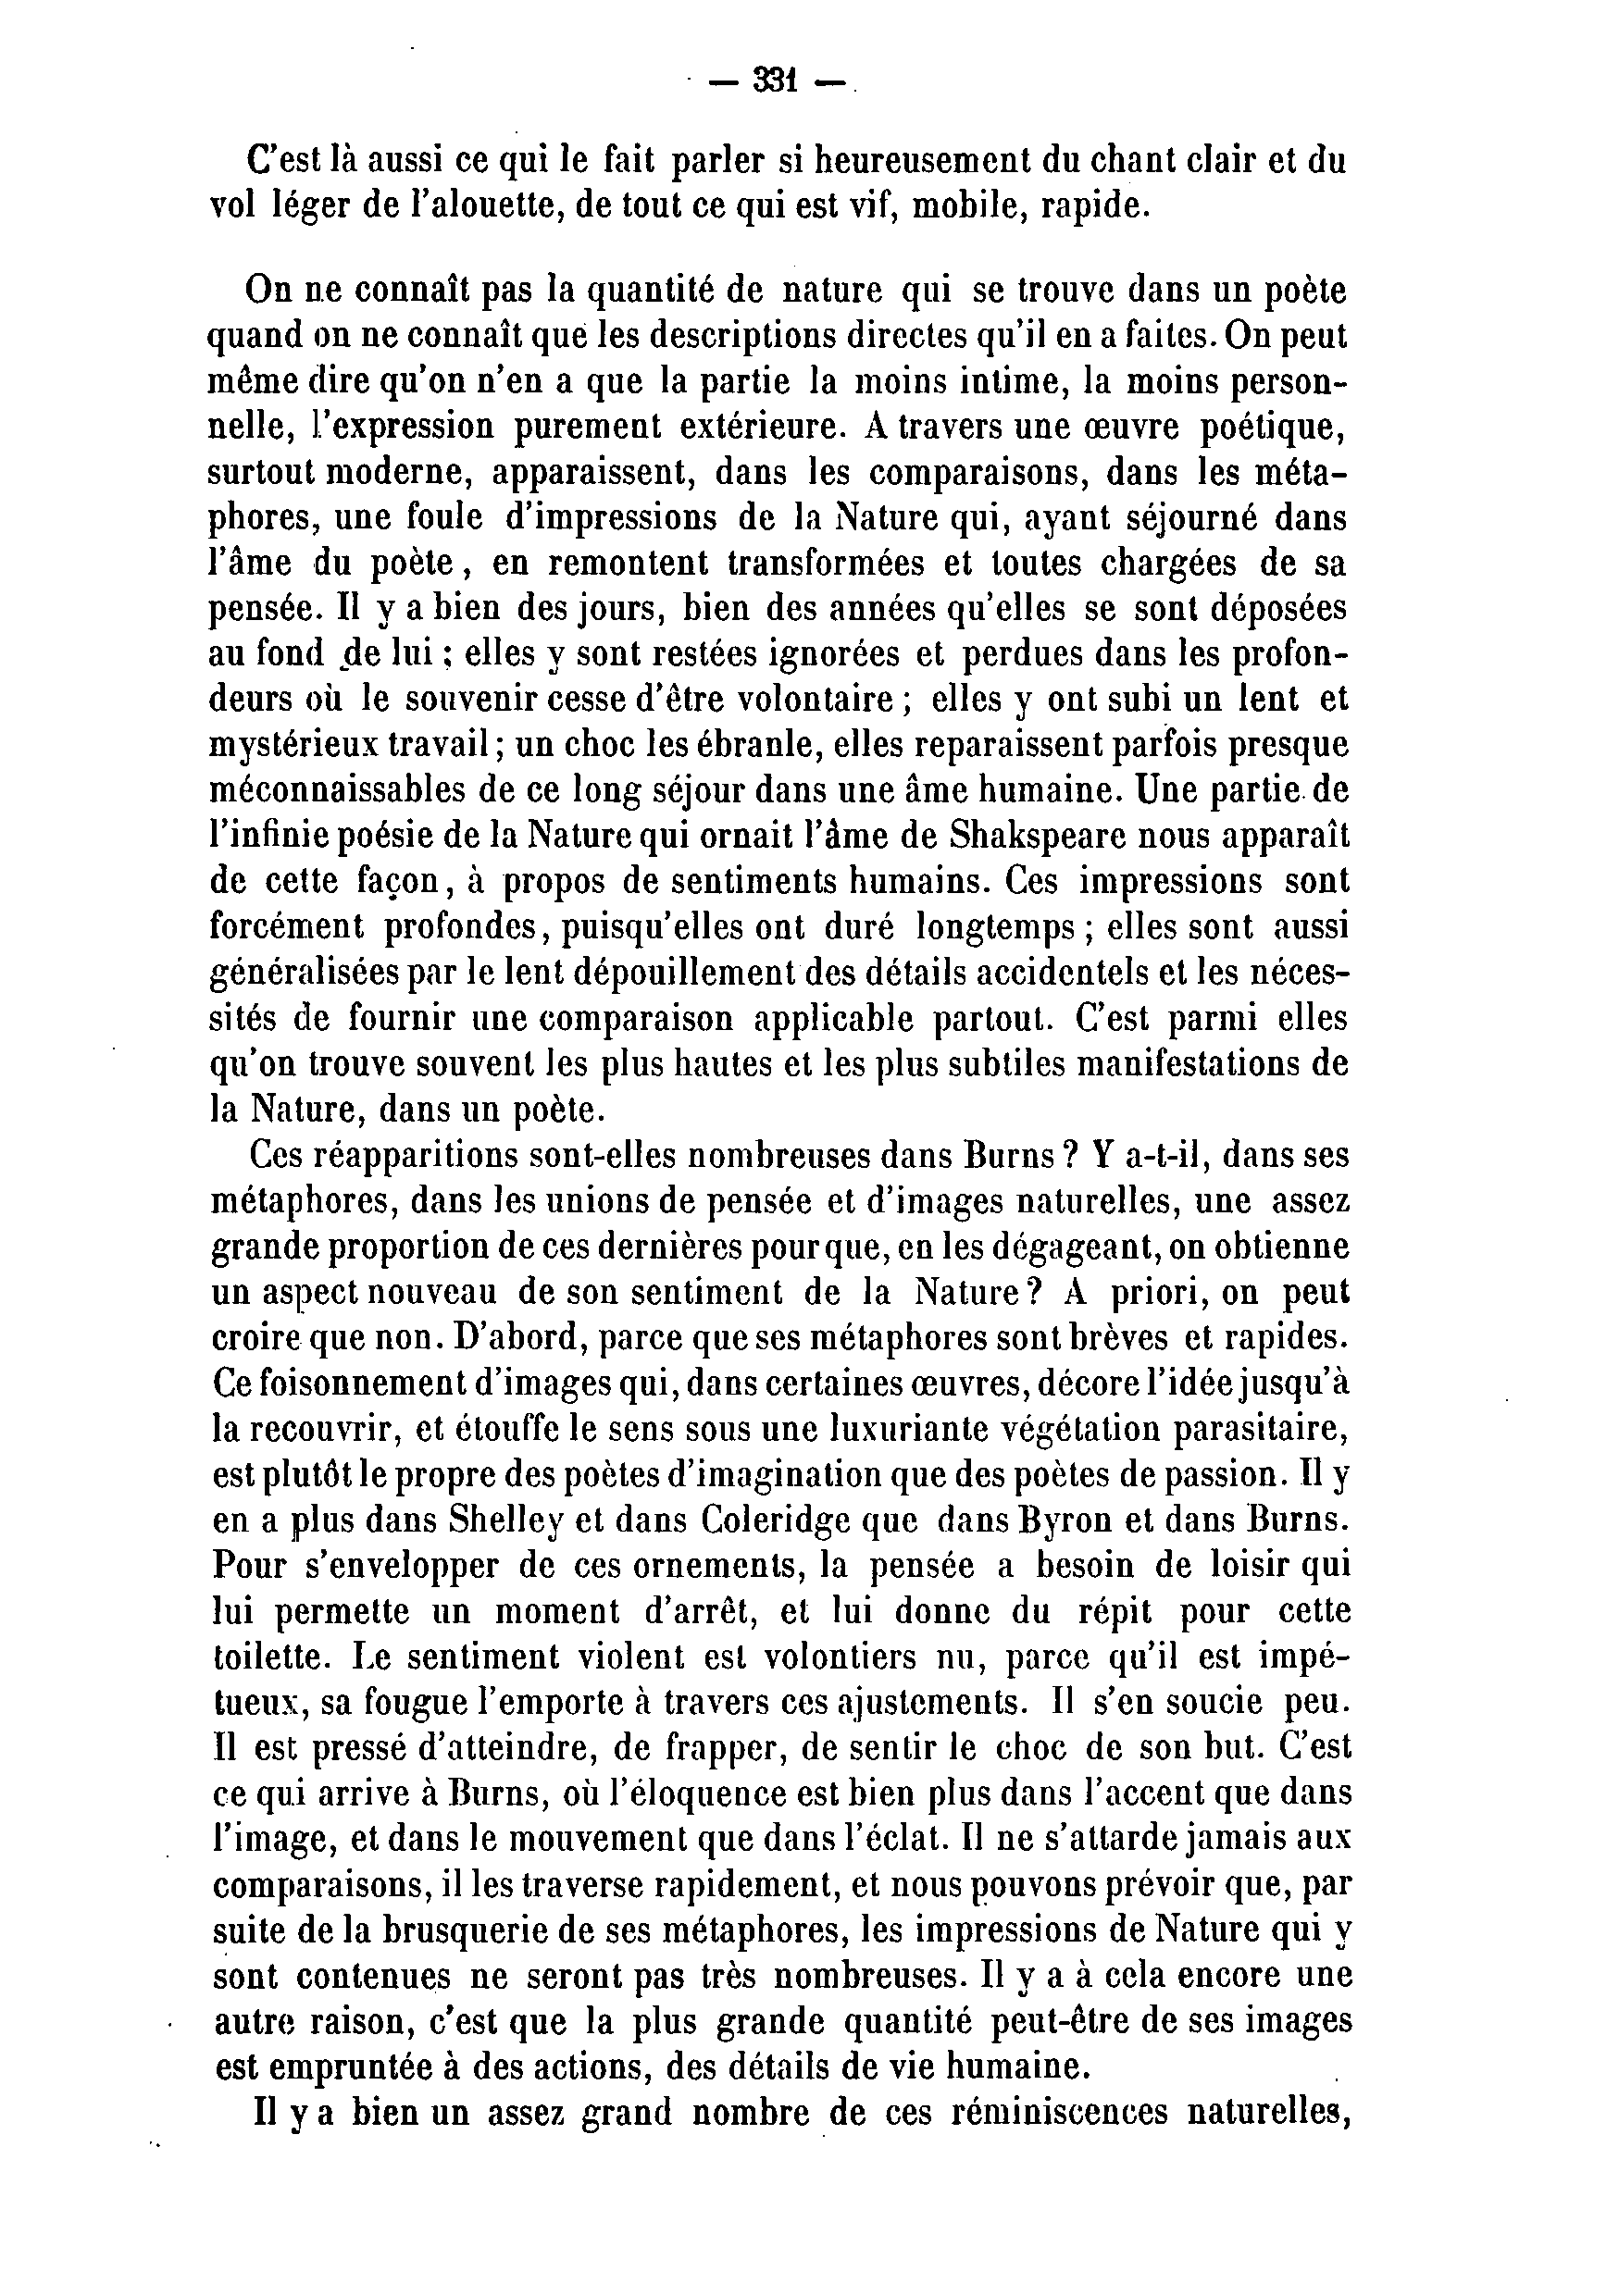 — 331 —
C'est là aussi ce qui le fait parler si heureusement du chant clair et du
vol léger de l'alouette, de tout ce qui est vif, mobile, rapide.
On ne connaît pas la quantité de nature qui se trouve dans un poète
quand on ne connaît que les descriptions directes qu'il en a faites. On peut
même dire qu'on n'en a que la partie la moins intime, la moins person-
nelle, l'expression purement extérieure. A travers une œuvre poétique,
surtout moderne, apparaissent, dans les comparaisons, dans les méta-
phores, une foule d'impressions de la Nature qui, ayant séjourné dans
l'âme du poète, en remontent transformées et toutes chargées de sa
pensée. Il y a bien des jours, bien des années qu'elles se sont déposées
au fond de lui ; elles y sont restées ignorées et perdues dans les profon-
deurs où le souvenir cesse d'être volontaire ; elles y ont subi un lent et
mystérieux travail ; un choc les ébranle, elles reparaissent parfois presque
méconnaissables de ce long séjour dans une âme humaine. Une partie de
l'infinie poésie de la Nature qui ornait l'âme de Shakspeare nous apparaît
de cette façon, à propos de sentiments humains. Ces impressions sont
forcément profondes, puisqu'elles ont duré longtemps ; elles sont aussi
généralisées par le lent dépouillement des détails accidentels et les néces-
sités de fournir une comparaison applicable partout. C'est parmi elles
qu'on trouve souvent les plus hautes et les plus subtiles manifestations de
la Nature, dans un poète.
Ces réapparitions sont-elles nombreuses dans Burns ? Y a-t-il, dans ses
métaphores, dans les unions de pensée et d'images naturelles, une assez
grande proportion de ces dernières pour que, en les dégageant, on obtienne
un aspect nouveau de son sentiment de la Nature ? A priori, on peut
croire que non. D'abord, parce que ses métaphores sont brèves et rapides.
Ce foisonnement d'images qui, dans certaines œuvres, décore l'idée jusqu'à
la recouvrir, et étouffe le sens sous une luxuriante végétation parasitaire,
est plutôt le propre des poètes d'imagination que des poètes de passion. Il y
en a plus dans Shelley et dans Coleridge que dans Byron et dans Burns.
Pour s'envelopper de ces ornements, la pensée a besoin de loisir qui
lui permette un moment d'arrêt, et lui donne du répit pour cette
toilette. Le sentiment violent est volontiers nu, parce qu'il est impé-
tueux, sa fougue l'emporte à travers ces ajustements. Il s'en soucie peu.
Il est pressé d'atteindre, de frapper, de sentir le choc de son but. C'est
ce qui arrive à Burns, où l'éloquence est bien plus dans l'accent que dans
l'image, et dans le mouvement que dans l'éclat. Il ne s'attarde jamais aux
comparaisons, il les traverse rapidement, et nous pouvons prévoir que, par
suite de la brusquerie de ses métaphores, les impressions de Nature qui y
sont contenues ne seront pas très nombreuses. Il y a à cela encore une
autre raison, c'est que la plus grande quantité peut-être de ses images
est empruntée à des actions, des détails de vie humaine.
Il y a bien un assez grand nombre de ces réminiscences naturelles,